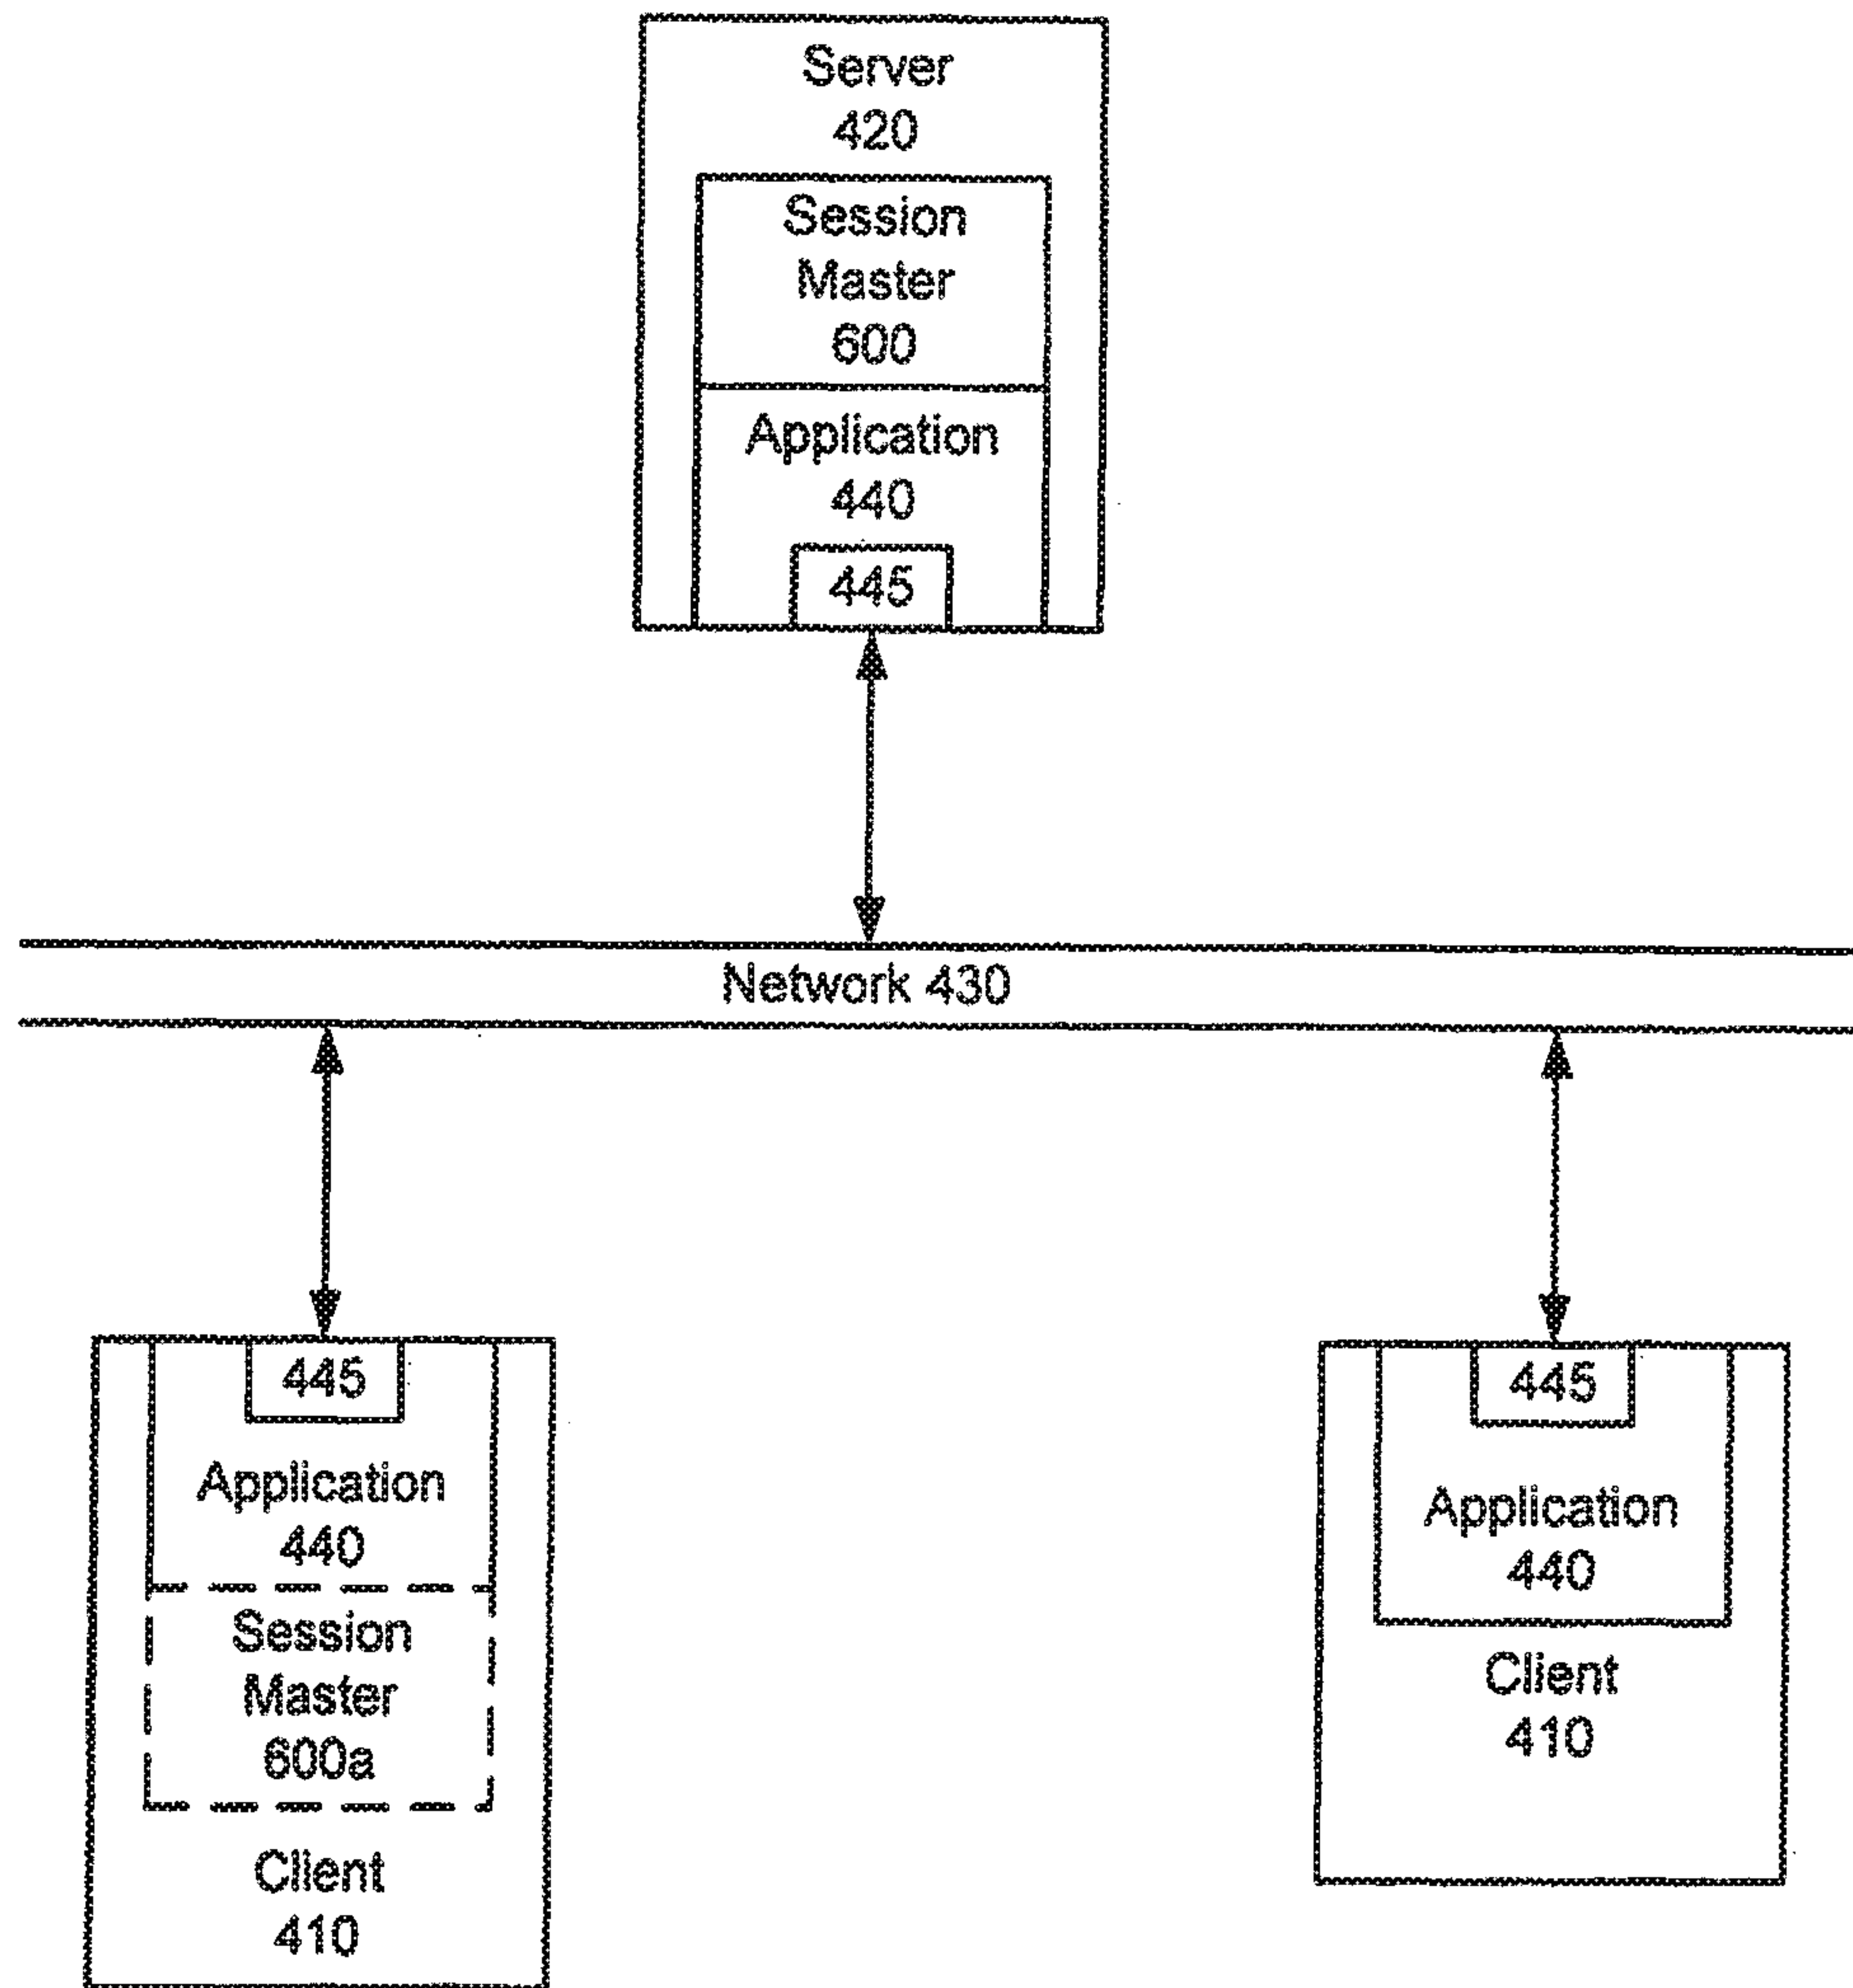 Server
420
Session
Master
600
Application
440
445
Network 430
445
Application
440
Session
Master
600a
Client
410
445
Application
440
Client
410